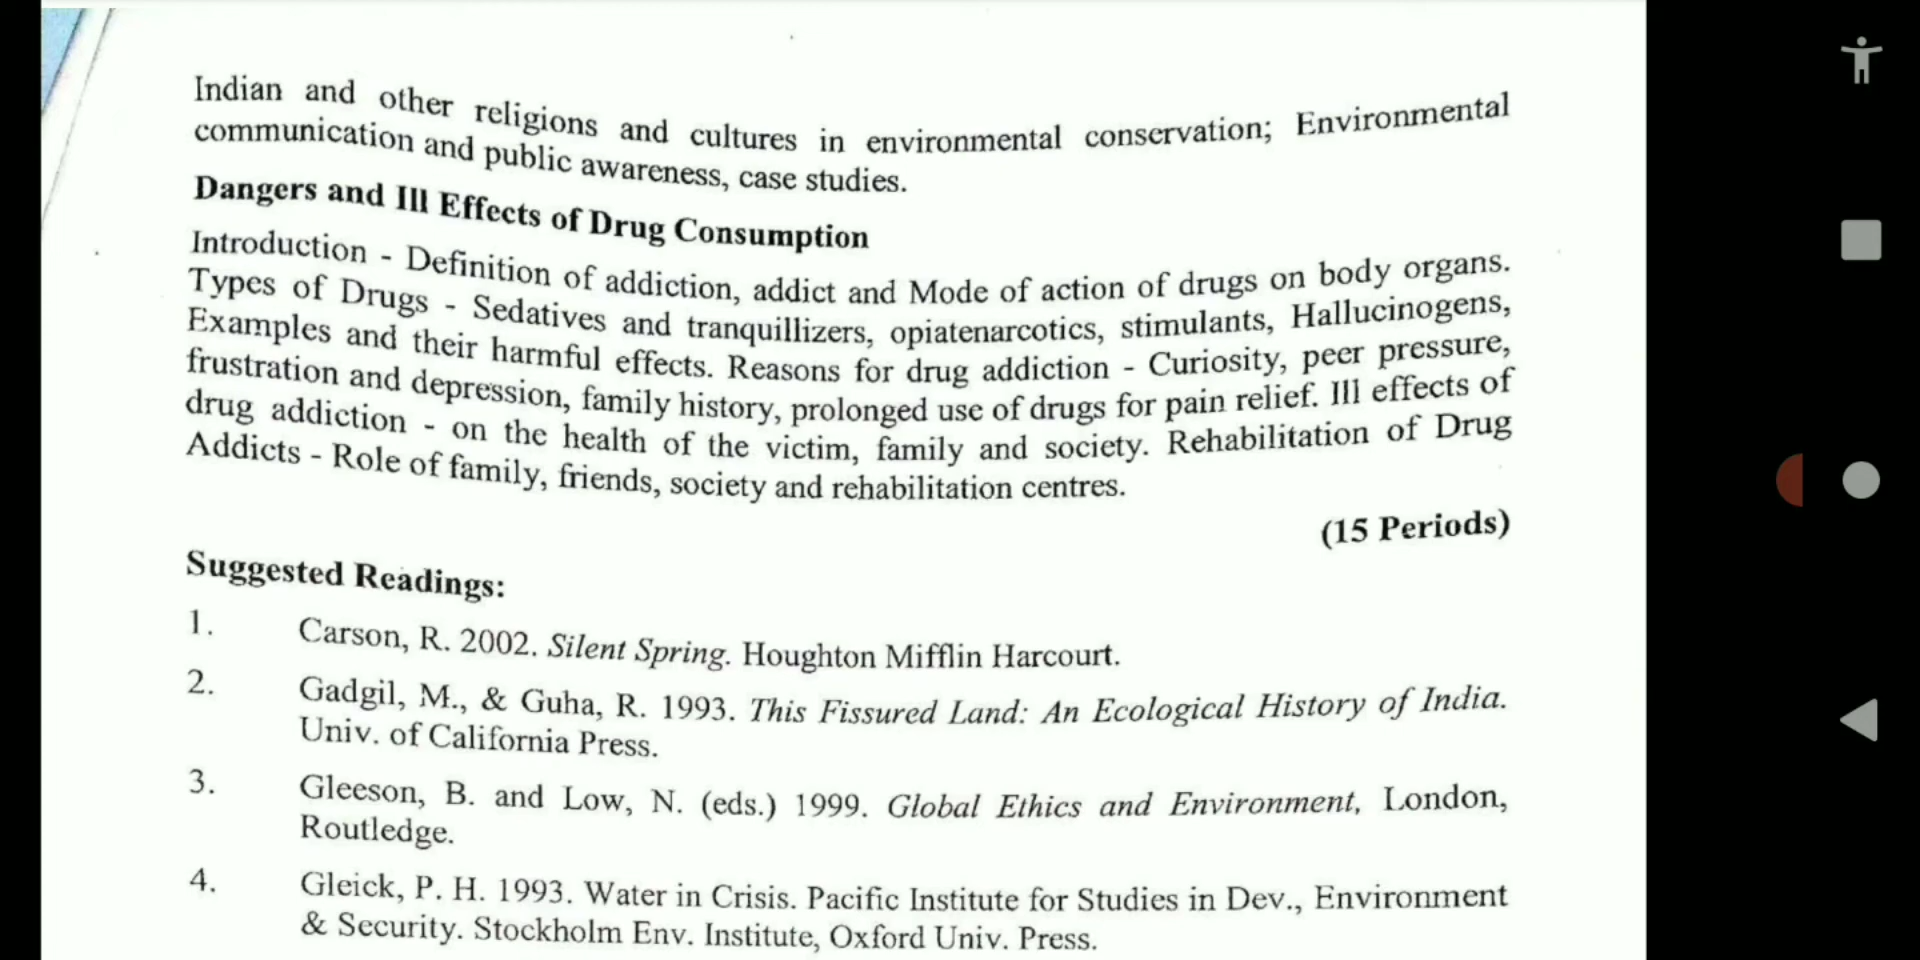 Indian and other religions and cultures in environmental conservation; Environmental
communication and public awareness, case studies.
Dangers and Ill Effects of Drug Consumption
Introduction - Definition of addiction, addict and Mode of action of drugs on body organs.
Types of Drugs - Sedatives and tranquillizers, opiatenarcotics, stimulants, Hallucinogens,
Examples and their harmful effects. Reasons for drug addiction - Curiosity, peer pressure,
frustration and depression, family history, prolonged use of drugs for pain relief. Ill effects of
drug addiction - on the health of the victim, family and society. Rehabilitation of Drug
Addicts - Role of family, friends, society and rehabilitation centres.
(15 Periods)
Suggested Readings:
1. Carson, R. 2002. Silent Spring. Houghton Mifflin Harcourt.
2. Gadgil, M., & Guha, R. 1993. This Fissured Land: An Ecological History of India.
Univ. of California Press.
3. Gleeson, B. and Low, N. (eds.) 1999. Global Ethics and Environment, London,
Routledge.
4. Gleick, P. H. 1993. Water in Crisis. Pacific Institute for Studies in Dev., Environment
& Security. Stockholm Env. Institute, Oxford Univ. Press.